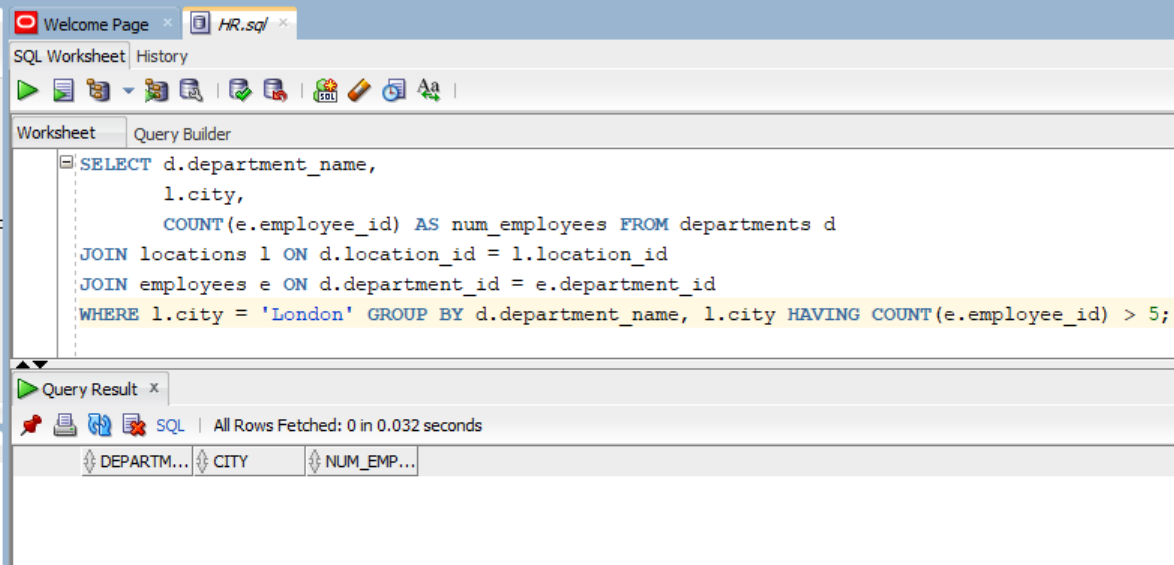 Welcome Page HR.sql
SQL Worksheet History
Worksheet Query Builder
SELECT d.department_name,
l.city,
COUNT(e.employee_id) AS num_employees FROM departments d
JOIN locations l ON d.location_id = l.location_id
JOIN employees e ON d.department_id = e.department_id
WHERE l.city = 'London' GROUP BY d.department_name, l.city HAVING COUNT(e.employee_id) > 5;
Query Result x
SQL | All Rows Fetched: 0 in 0.032 seconds
DEPARTM... CITY NUM_EMP...